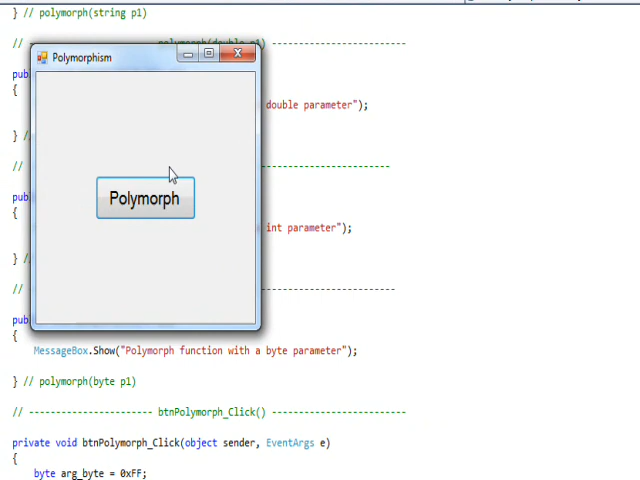 } // polymorph(string p1)
// -- polymorph(double p1) ------------------------
Polymorphism
pub
{
double parameter");
} //
// ------------------------
pub
{
int parameter");
} //
Polymorph
// ------------------------
pub
{
MessageBox.Show("Polymorph function with a byte parameter");
} // polymorph(byte p1)
// ---------------------- btnPolymorph_Click() ------------------------
private void btnPolymorph_Click(object sender, EventArgs e)
{
byte arg_byte = 0xFF;